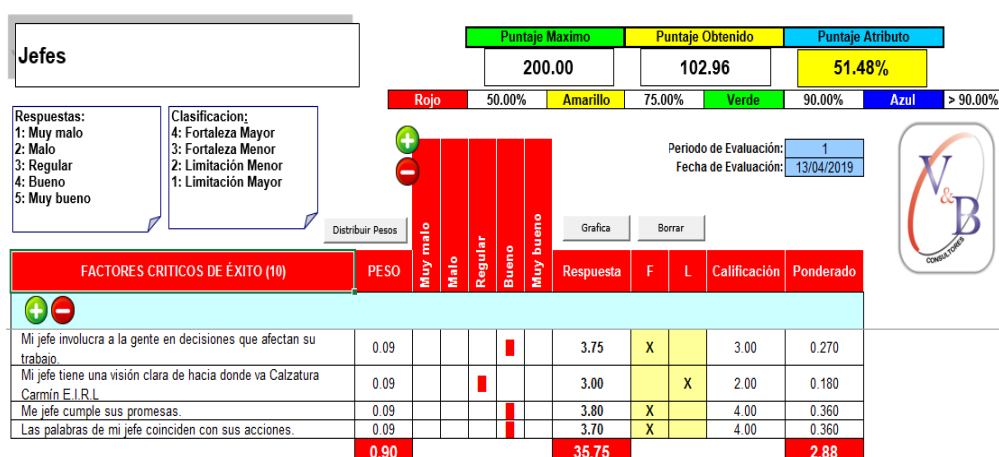 Jefes
Puntaje Maximo Puntaje Obtenido Puntaje Atributo
200.00 102.96 51.48%
Rojo 50.00% Amarillo 75.00% Verde 90.00% Azul > 90.00%
Respuestas:
1: Muy malo
2: Malo
3: Regular
4: Bueno
5: Muy bueno
Clasificacion:
4: Fortaleza Mayor
3: Fortaleza Menor
2: Limitación Menor
1: Limitación Mayor
Periodo de Evaluación: 1
Fecha de Evaluación: 13/04/2019
V&B
CONSULTORES
Distribuir Pesos
Grafica
Borrar
FACTORES CRITICOS DE ÉXITO (10) PESO Muy malo Malo Regular Bueno Muy bueno Respuesta F L Calificación Ponderado
Mi jefe involucra a la gente en decisiones que afectan su
trabajo. 0.09 3.75 X 3.00 0.270
Mi jefe tiene una visión clara de hacia donde va Calzatura
Carmín E.I.R.L 0.09 3.00 X 2.00 0.180
Me jefe cumple sus promesas. 0.09 3.80 X 4.00 0.360
Las palabras de mi jefe coinciden con sus acciones. 0.09 3.70 X 4.00 0.360
0.90 35.75 2.88